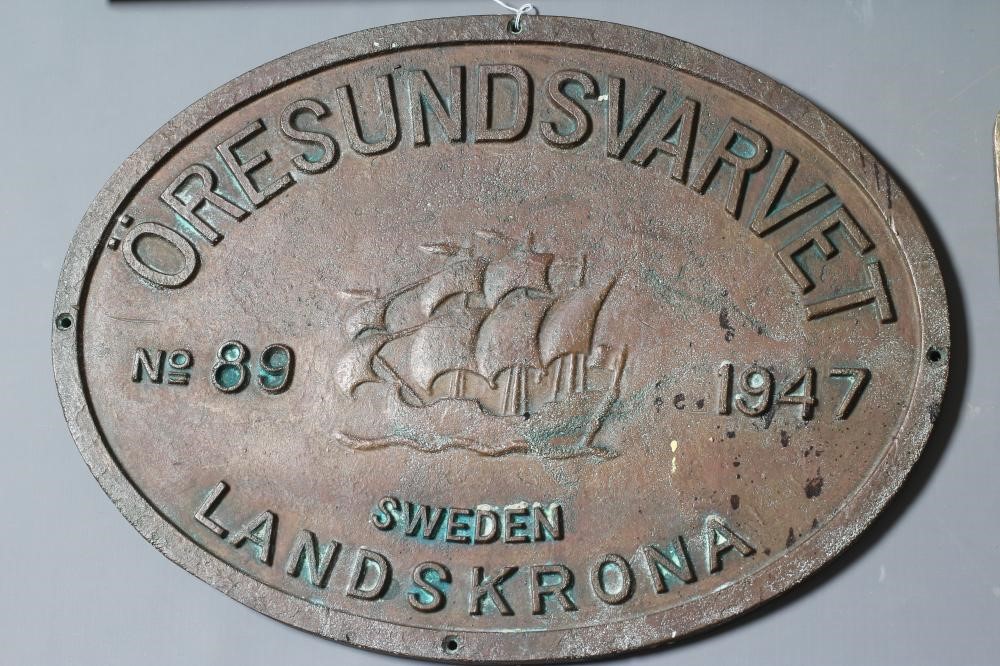 ÖRESUNDSVARVET
No 89 1947
SWEDEN
LANDSKRONA